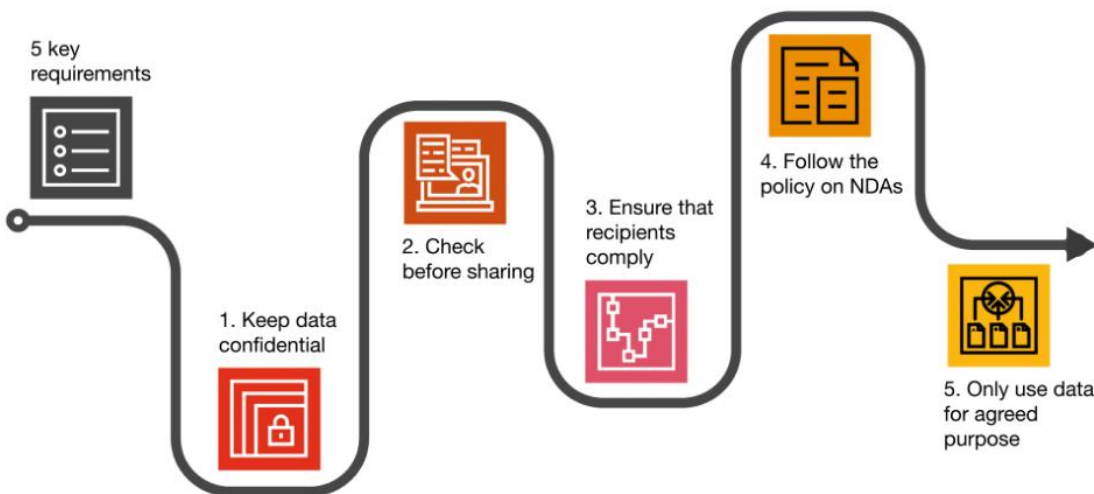 5 key
requirements
1. Keep data
confidential
2. Check
before sharing
3. Ensure that
recipients
comply
4. Follow the
policy on NDAs
5. Only use data
for agreed
purpose